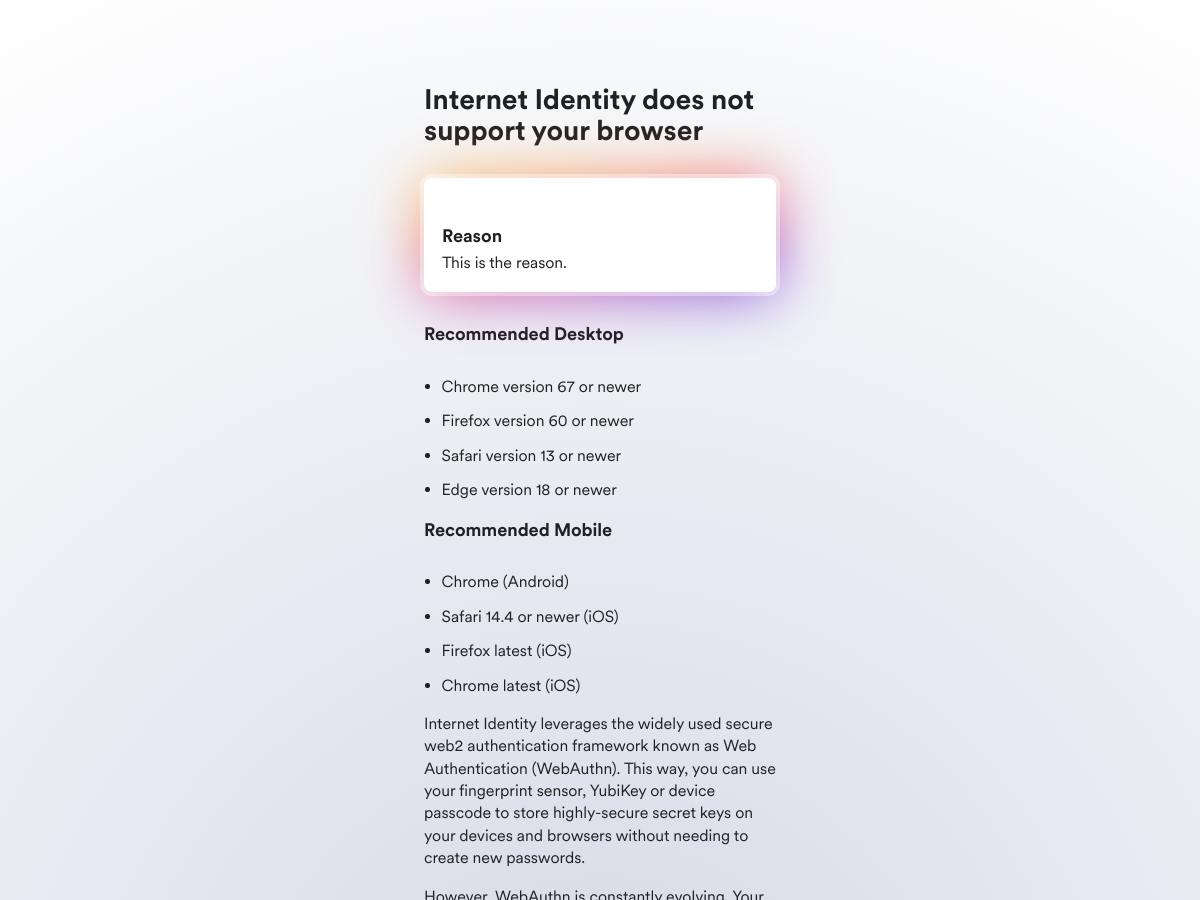 Internet Identity does not
support your browser
Reason
This is the reason.
Recommended Desktop
• Chrome version 67 or newer
• Firefox version 60 or newer
• Safari version 13 or newer
• Edge version 18 or newer
Recommended Mobile
• Chrome (Android)
• Safari 14.4 or newer (iOS)
• Firefox latest (iOS)
• Chrome latest (iOS)
Internet Identity leverages the widely used secure
web2 authentication framework known as Web
Authentication (WebAuthn). This way, you can use
your fingerprint sensor, YubiKey or device
passcode to store highly-secure secret keys on
your devices and browsers without needing to
create new passwords.
However, WebAuthn is constantly evolving. Your